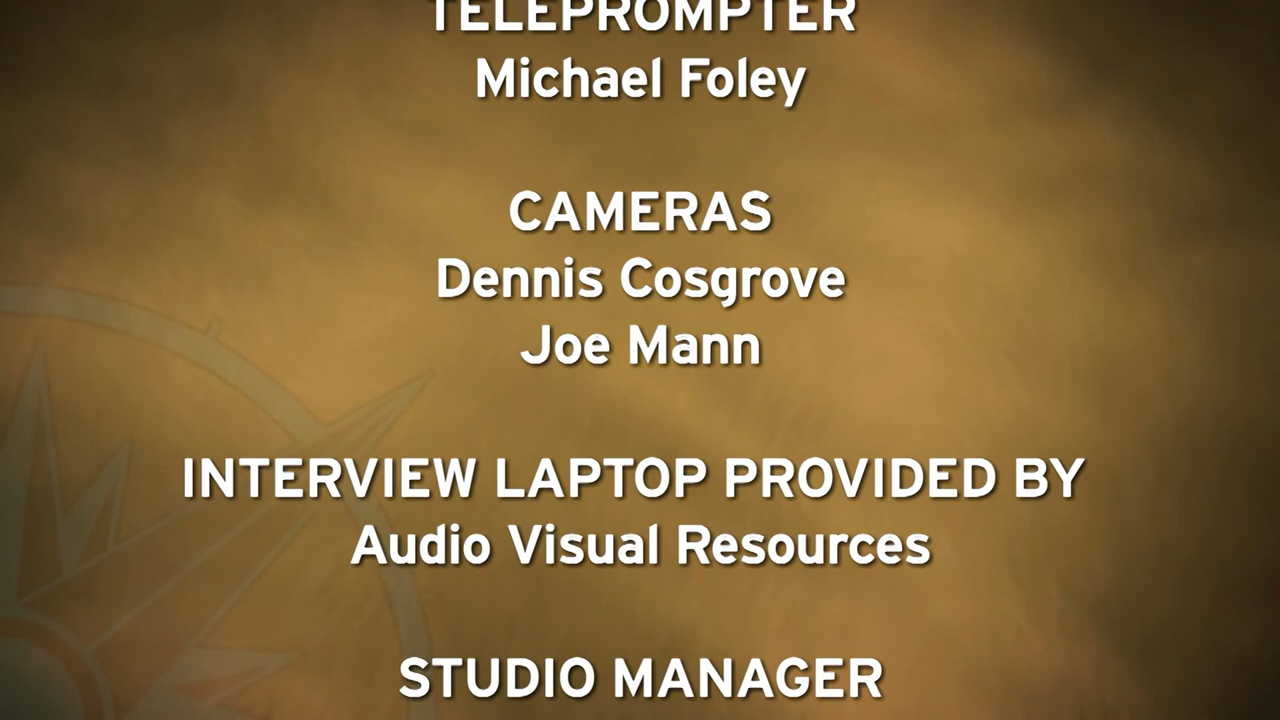 TELEPROMPTER
Michael Foley
CAMERAS
Dennis Cosgrove
Joe Mann
INTERVIEW LAPTOP PROVIDED BY
Audio Visual Resources
STUDIO MANAGER